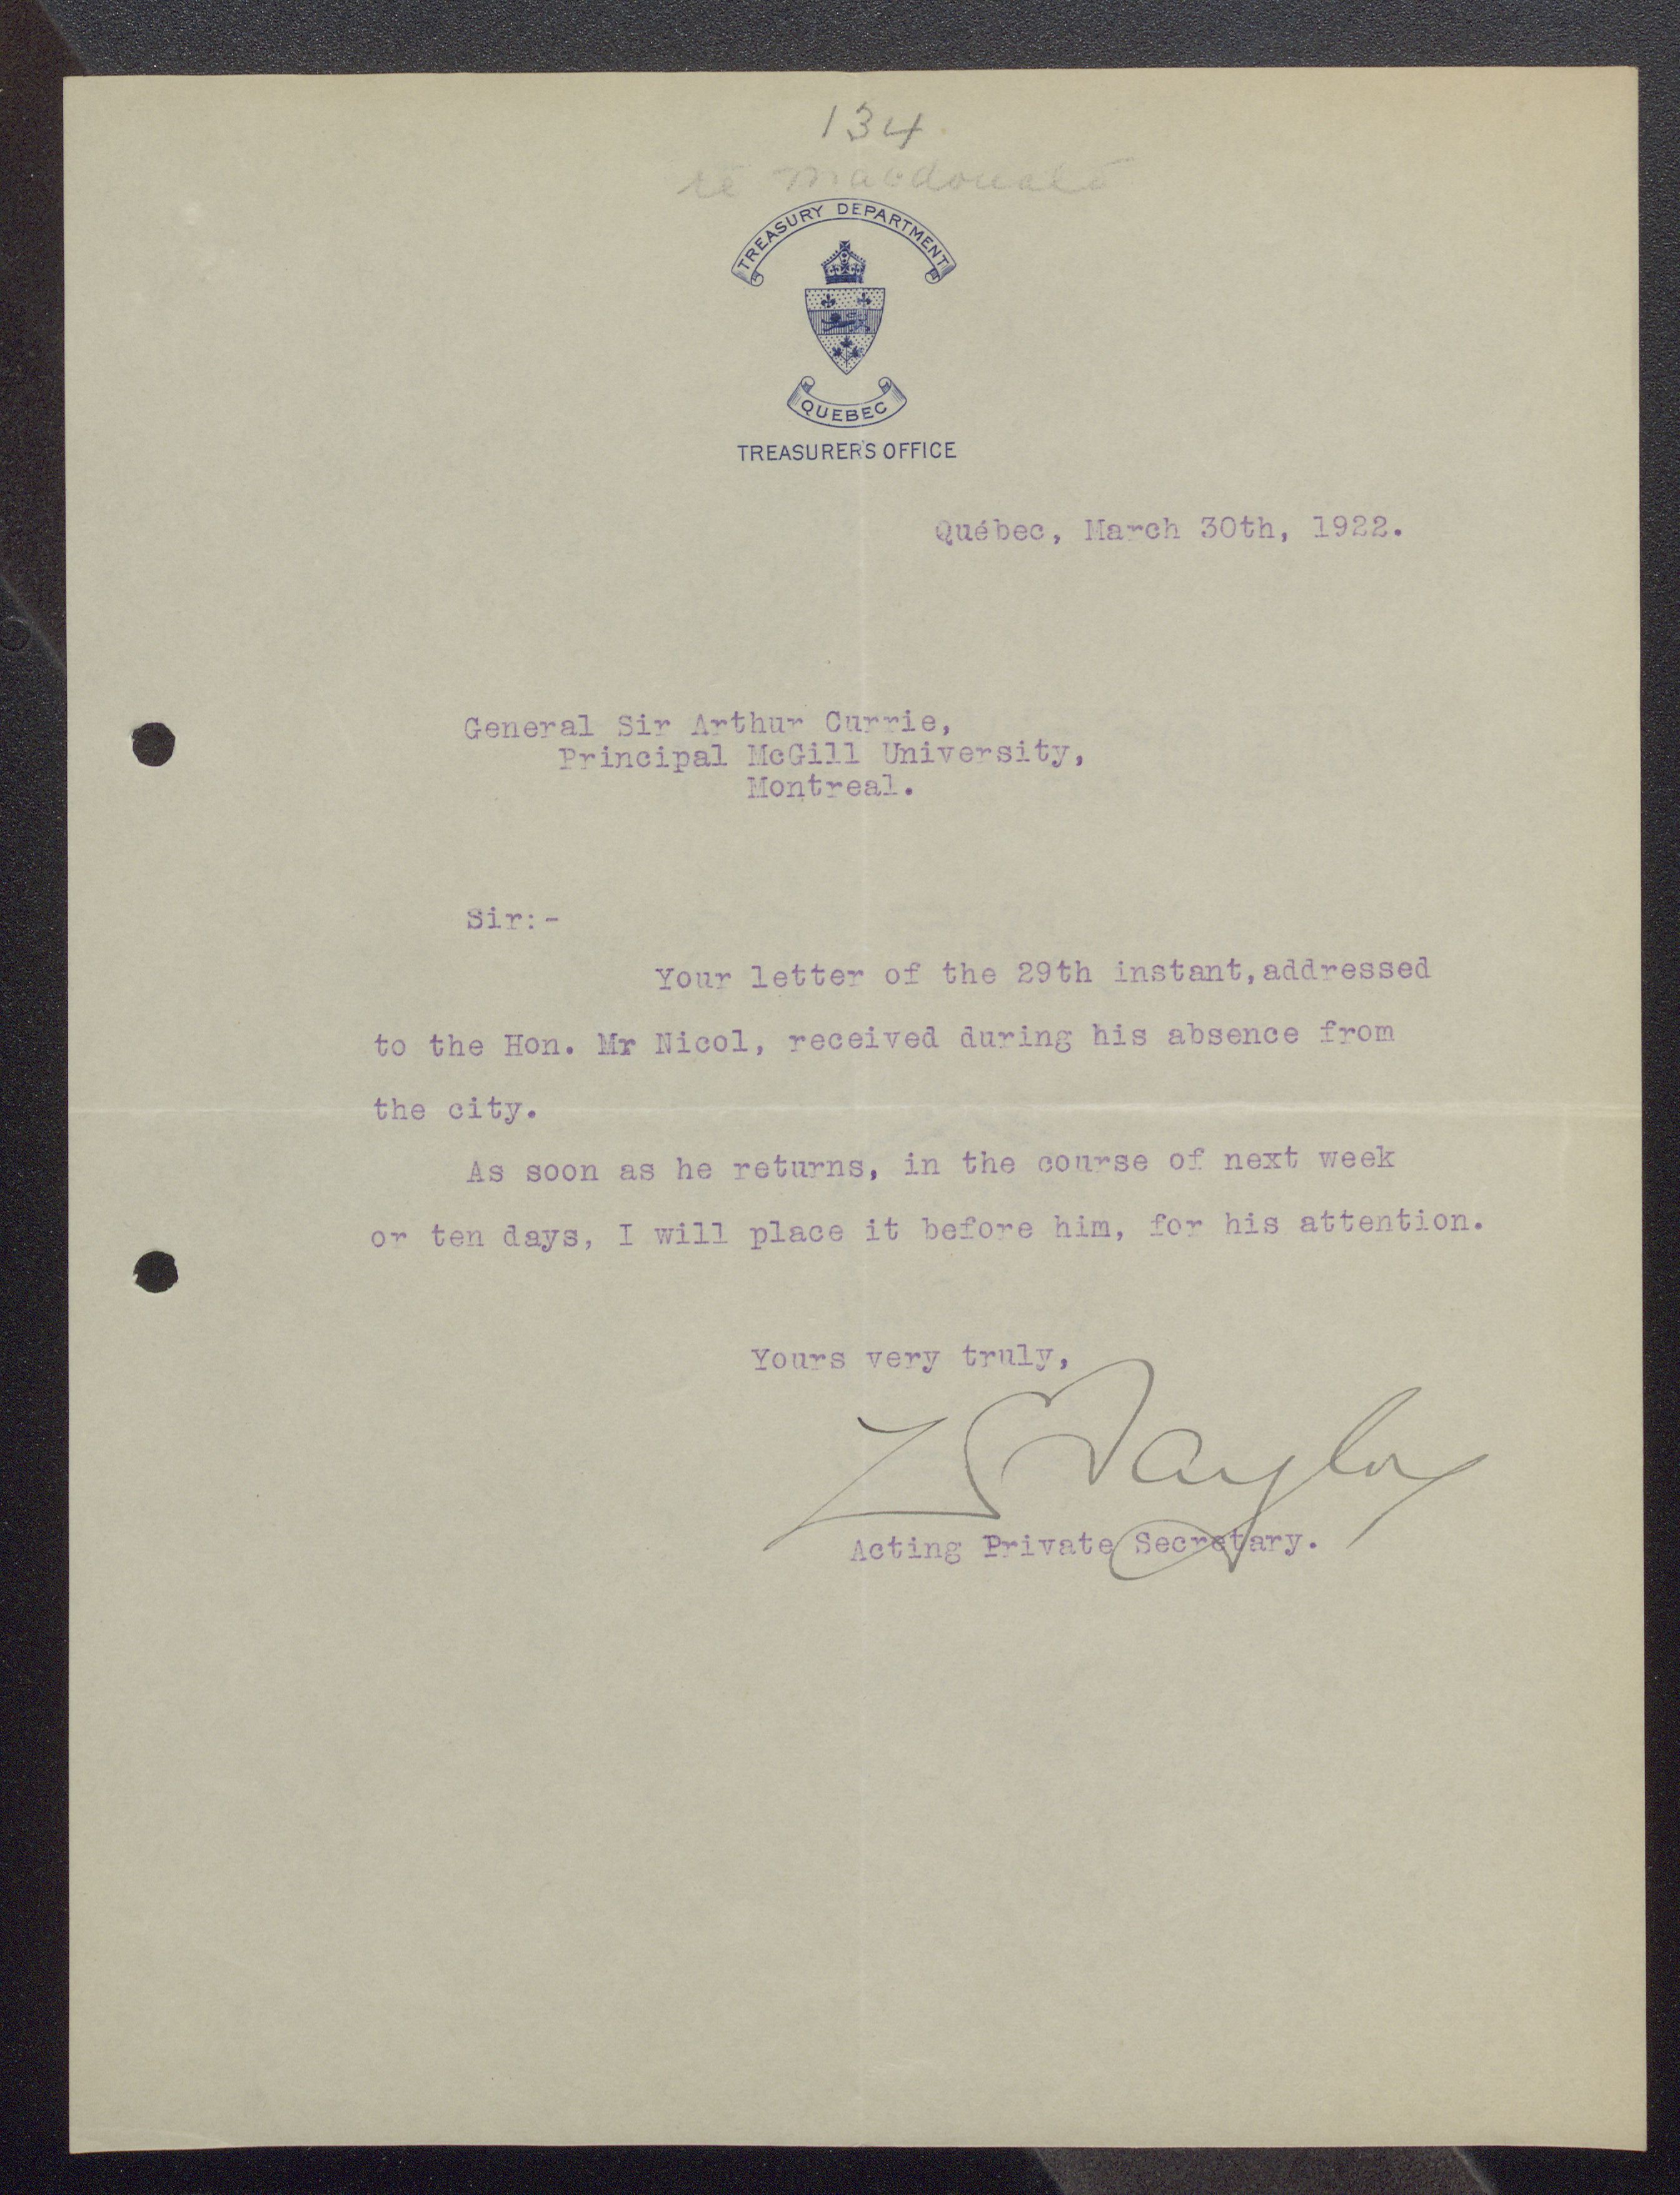 134
re Macdonald
TREASURY DEPARTMENT
QUEBEC
TREASURER'S OFFICE
Québec, March 30th, 1922.
General Sir Arthur Currie,
Principal McGill University,
Montreal.
Sir:-
Your letter of the 29th instant,addressed
to the Hon. Mr Nicol, received during his absence from
the city.
As soon as he returns, in the course of next week
or ten days, I will place it before him, for his attention.
Yours very truly,
Taylor
Acting Private Secretary.